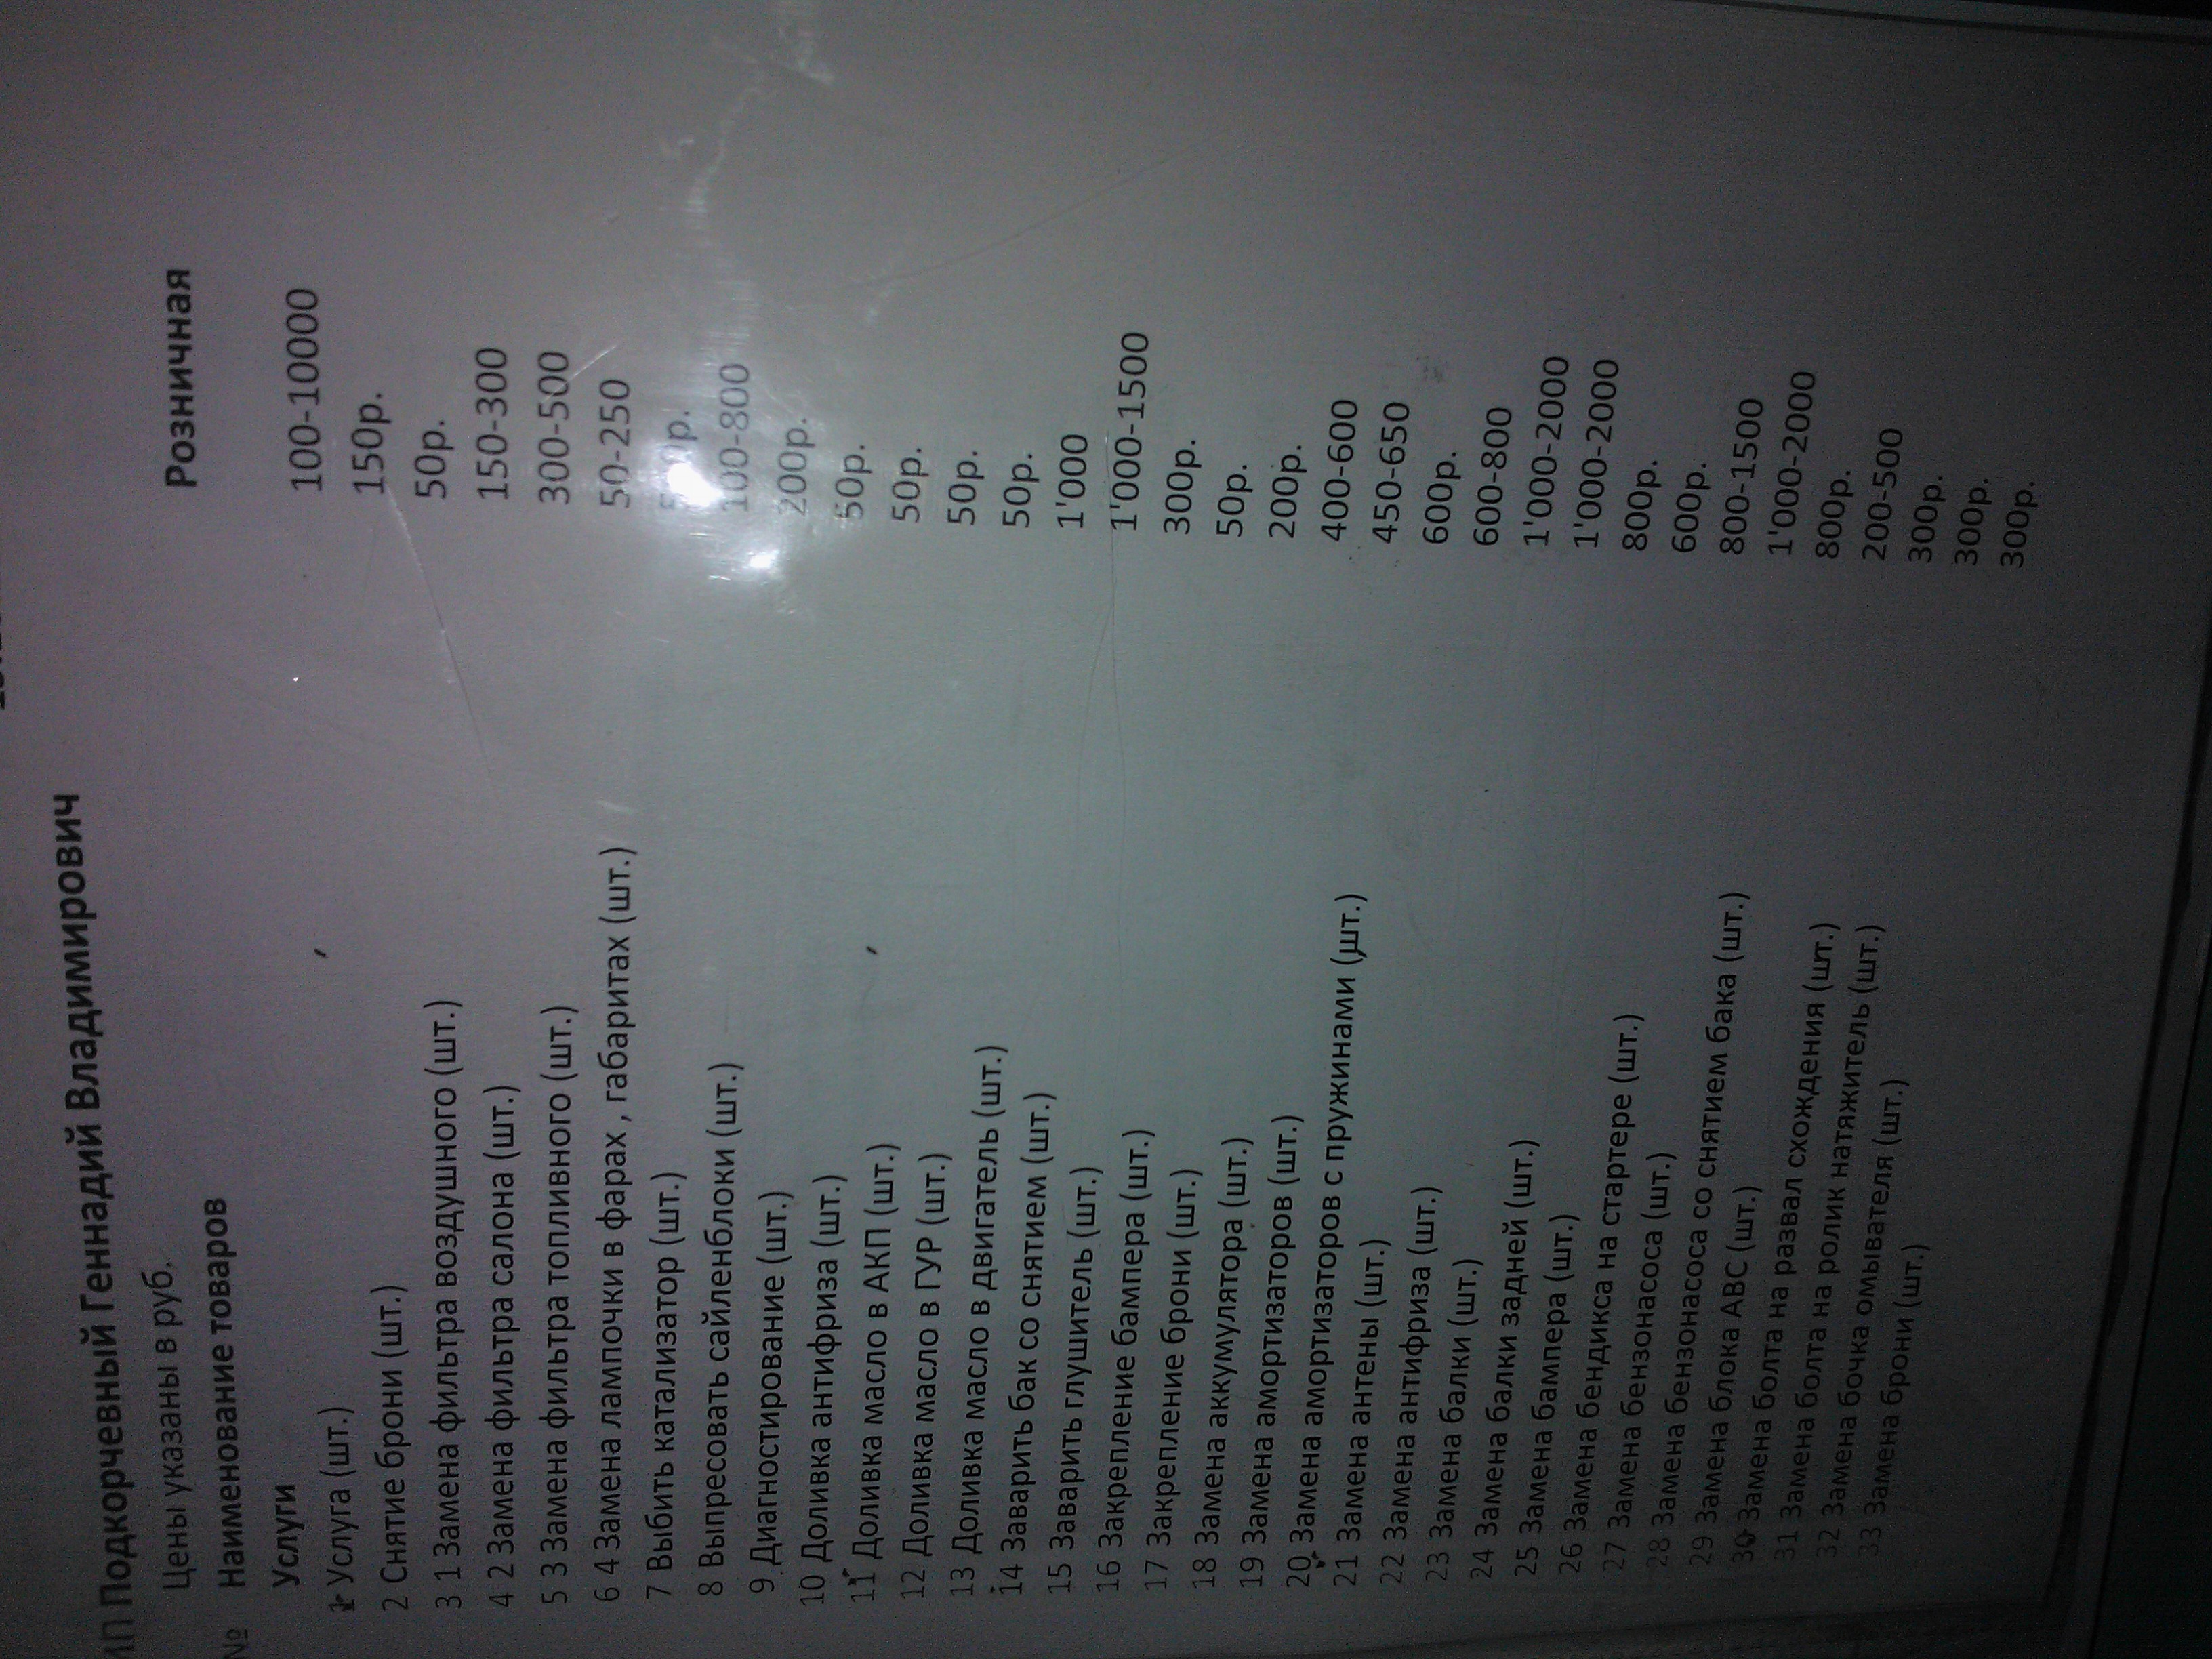 ИП Подкорчевный Геннадий Владимирович
Цены указаны в руб.
№ Наименование товаров Розничная
Услуги
1 Услуга (шт.) 100-10000
2 Снятие брони (шт.) 150р.
3 1 Замена фильтра воздушного (шт.) 50р.
4 2 Замена фильтра салона (шт.) 150-300
5 3 Замена фильтра топливного (шт.) 300-500
6 4 Замена лампочки в фарах , габаритах (шт.) 50-250
7 Выбить катализатор (шт.)
8 Выпресовать сайленблоки (шт.) 100-800
9 Диагностирование (шт.) 200р.
10 Доливка антифриза (шт.) 50р.
11 Доливка масло в АКП (шт.) 50р.
12 Доливка масло в ГУР (шт.) 50р.
13 Доливка масло в двигатель (шт.) 50р.
14 Заварить бак со снятием (шт.) 1'000
15 Заварить глушитель (шт.) 1'000-1500
16 Закрепление бампера (шт.) 300р.
17 Закрепление брони (шт.) 50р.
18 Замена аккумулятора (шт.) 200р.
19 Замена амортизаторов (шт.) 400-600
20 Замена амортизаторов с пружинами (шт.) 450-650
21 Замена антены (шт.) 600р.
22 Замена антифриза (шт.) 600-800
23 Замена балки (шт.) 1'000-2000
24 Замена балки задней (шт.) 1'000-2000
25 Замена бампера (шт.) 800р.
26 Замена бендикса на стартере (шт.) 600р.
27 Замена бензонасоса (шт.) 800-1500
28 Замена бензонасоса со снятием бака (шт.) 1'000-2000
29 Замена блока АВС (шт.) 800р.
30 Замена болта на развал схождения (шт.) 200-500
31 Замена болта на ролик натяжитель (шт.) 300р.
32 Замена бочка омывателя (шт.) 300р.
33 Замена брони (шт.) 300р.